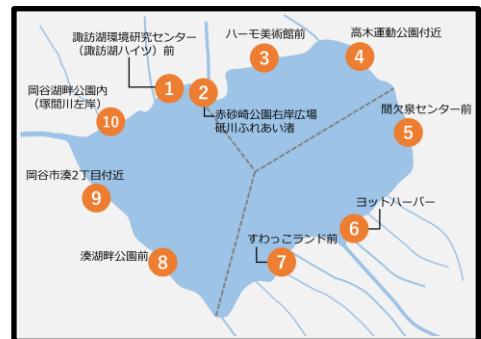 諏訪湖環境研究センター
（諏訪湖ハイツ）前
ハーモ美術館前
高木運動公園付近
岡谷湖畔公園内
（塚間川左岸）
1
2
3
4
赤砂崎公園右岸広場
砥川ふれあい渚
間欠泉センター前
10
5
岡谷市湊2丁目付近
9
ヨットハーバー
6
すわっこランド前
湊湖畔公園前
8
7